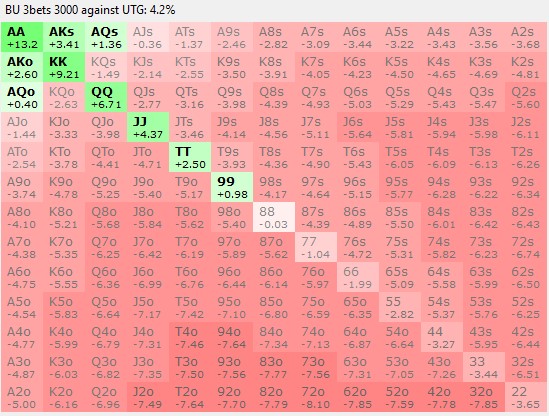 BU 3bets 3000 against UTG: 4.2%
AA AKs AQs AJs ATs A9s A8s A7s A6s A5s A4s A3s A2s
+13.2 +3.41 +1.36 -0.36 -1.37 -2.46 -2.82 -3.09 -3.44 -3.22 -3.43 -3.56 -3.68
AKo KK KQs KJs KTs K9s K8s K7s K6s K5s K4s K3s K2s
+2.60 +9.21 -1.49 -2.14 -2.55 -3.50 -3.91 -4.05 -4.23 -4.50 -4.65 -4.69 -4.81
AQo KQo QQ QJs QTs Q9s Q8s Q7s Q6s Q5s Q4s Q3s Q2s
+0.40 -2.63 +6.71 -2.77 -3.16 -3.98 -4.39 -4.93 -5.03 -5.29 -5.43 -5.47 -5.60
AJo KJo QJo JJ JTs J9s J8s J7s J6s J5s J4s J3s J2s
-1.44 -3.33 -3.98 +4.37 -3.46 -4.14 -4.56 -5.11 -5.64 -5.81 -5.94 -5.98 -6.11
ATo KTo QTo JTo TT T9s T8s T7s T6s T5s T4s T3s T2s
-2.54 -3.78 -4.41 -4.71 +2.50 -3.93 -4.36 -4.90 -5.43 -6.05 -6.09 -6.13 -6.26
A9o K9o Q9o J9o T9o 99 98s 97s 96s 95s 94s 93s 92s
-3.74 -4.78 -5.25 -5.40 -5.17 +0.98 -4.17 -4.64 -5.15 -5.77 -6.28 -6.22 -6.34
A8o K8o Q8o J8o T8o 98o 88 87s 86s 85s 84s 83s 82s
-4.10 -5.21 -5.68 -5.84 -5.62 -5.40 -0.03 -4.39 -4.89 -5.50 -6.01 -6.42 -6.43
A7o K7o Q7o J7o T7o 97o 87o 77 76s 75s 74s 73s 72s
-4.38 -5.35 -6.25 -6.42 -6.19 -5.89 -5.62 -1.04 -4.72 -5.31 -5.82 -6.23 -6.74
A6o K6o Q6o J6o T6o 96o 86o 76o 66 65s 64s 63s 62s
-4.75 -5.55 -6.36 -6.99 -6.76 -6.44 -6.14 -5.97 -1.99 -5.09 -5.58 -5.99 -6.50
A5o K5o Q5o J5o T5o 95o 85o 75o 65o 55 54s 53s 52s
-4.54 -5.83 -6.64 -7.17 -7.42 -7.10 -6.80 -6.59 -6.35 -2.82 -5.37 -5.76 -6.25
A4o K4o Q4o J4o T4o 94o 84o 74o 64o 54o 44 43s 42s
-4.77 -5.99 -6.79 -7.31 -7.46 -7.64 -7.34 -7.13 -6.87 -6.64 -3.27 -5.95 -6.44
A3o K3o Q3o J3o T3o 93o 83o 73o 63o 53o 43o 33 32s
-4.87 -6.03 -6.82 -7.35 -7.50 -7.56 -7.77 -7.56 -7.31 -7.05 -7.26 -3.44 -6.51
A2o K2o Q2o J2o T2o 92o 82o 72o 62o 52o 42o 32o 22
-5.00 -6.16 -6.96 -7.49 -7.64 -7.70 -7.79 -8.10 -7.85 -7.59 -7.78 -7.85 -3.65